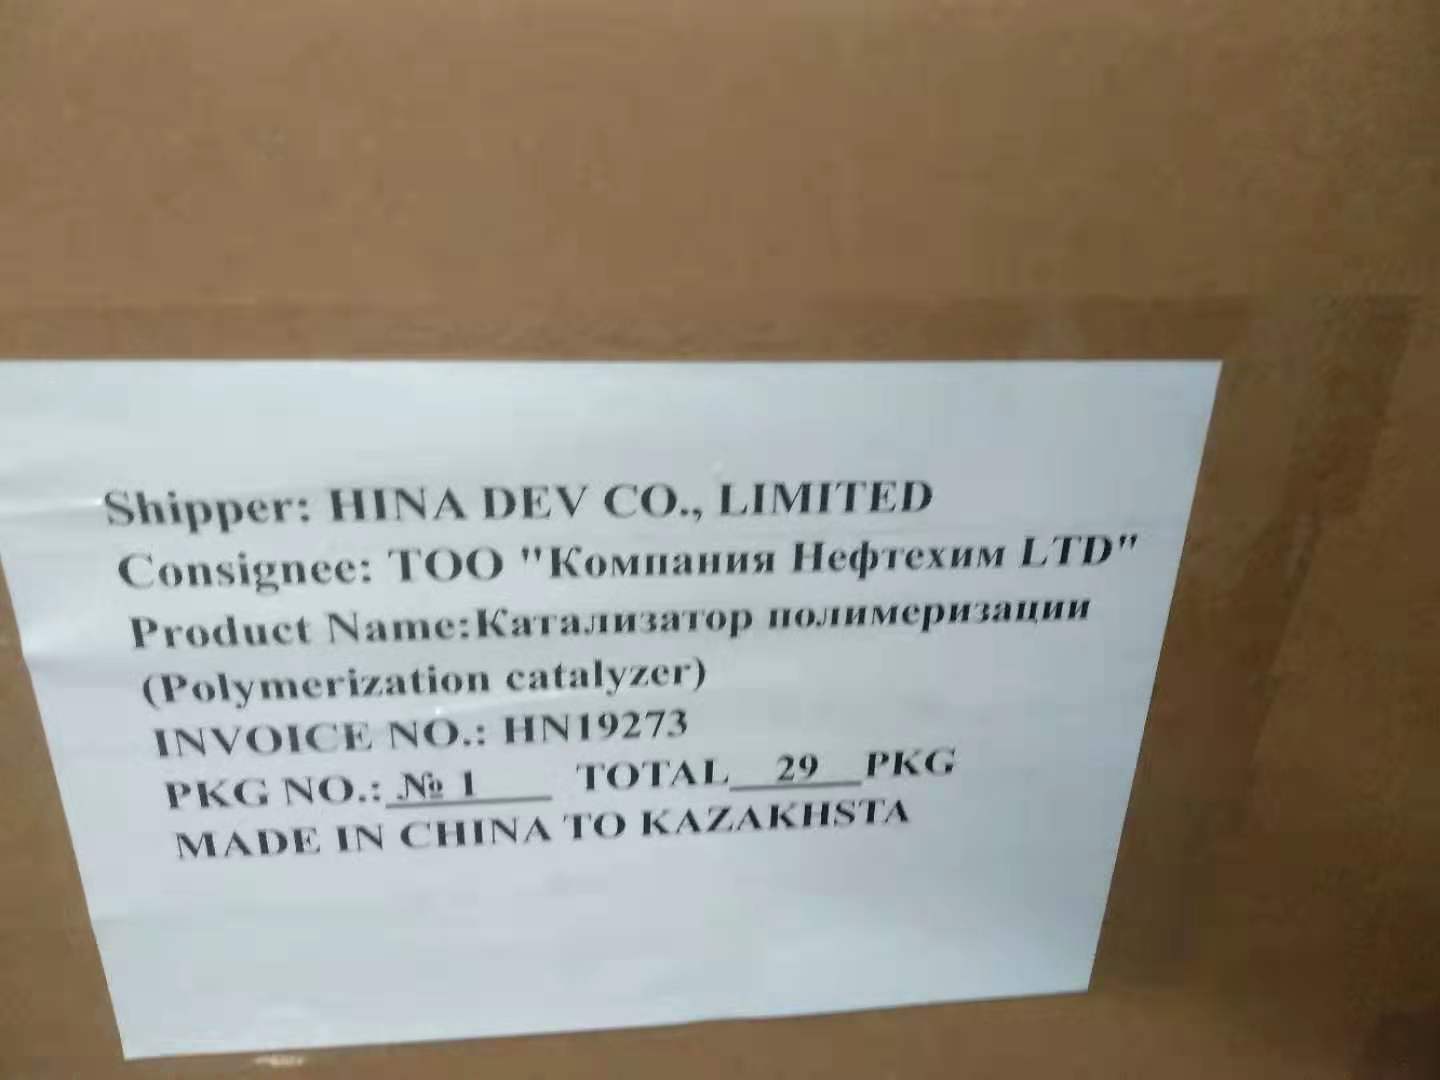 Shipper: HINA DEV CO., LIMITED
Consignee: ТОО "Компания Нефтехим LTD"
Product Name:Катализатор полимеризации
(Polymerization catalyzer)
INVOICE NO.: HN19273
PKG NO.: № 1 TOTAL 29 PKG
MADE IN CHINA TO KAZAKHSTA